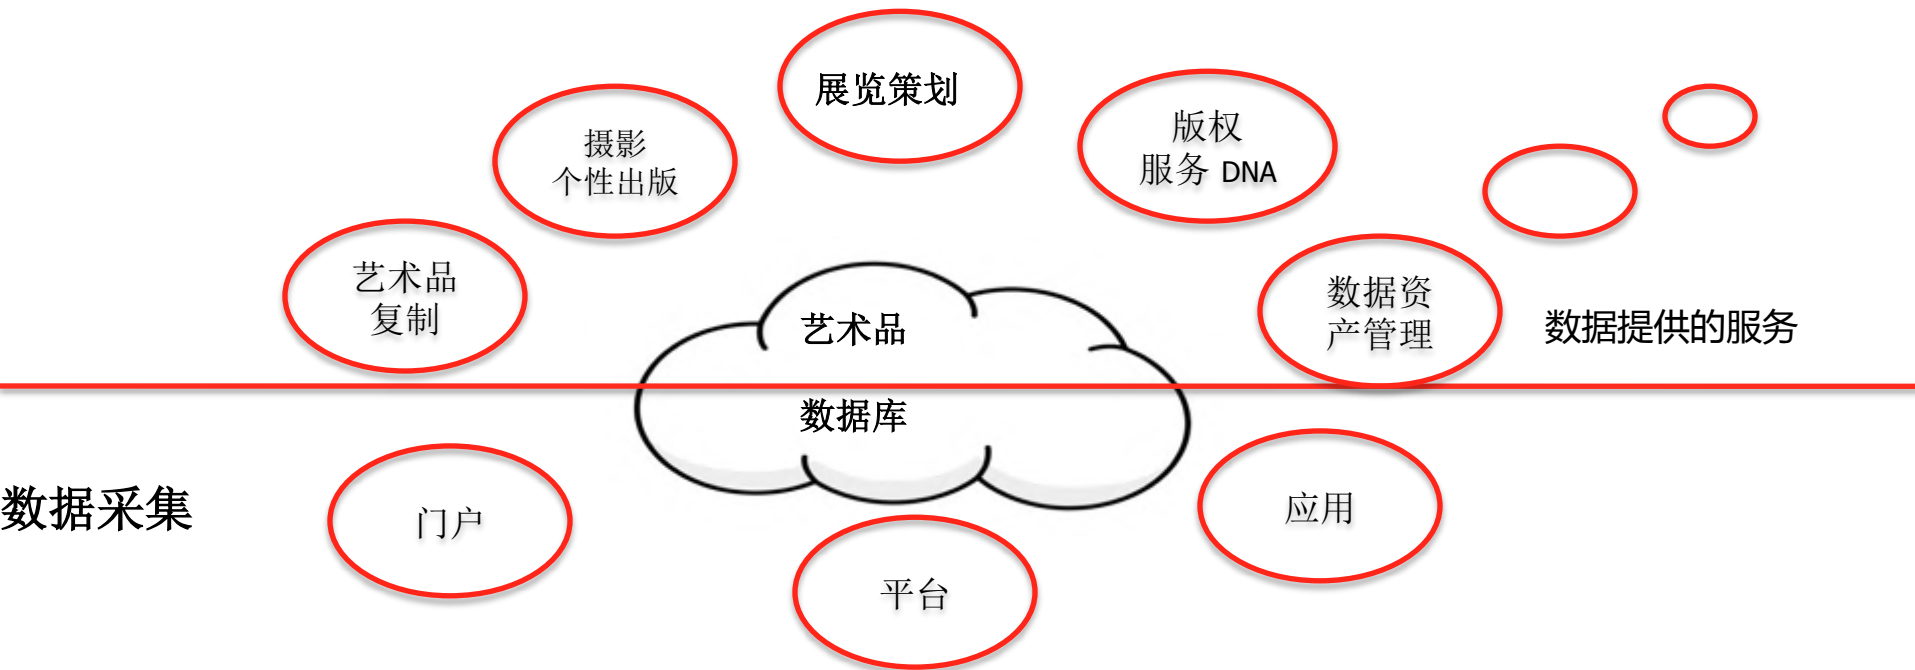 展览策划
摄影
个性出版
版权
服务 DNA
艺术品
复制
艺术品
数据库
数据资
产管理
数据提供的服务
数据采集
门户
平台
应用